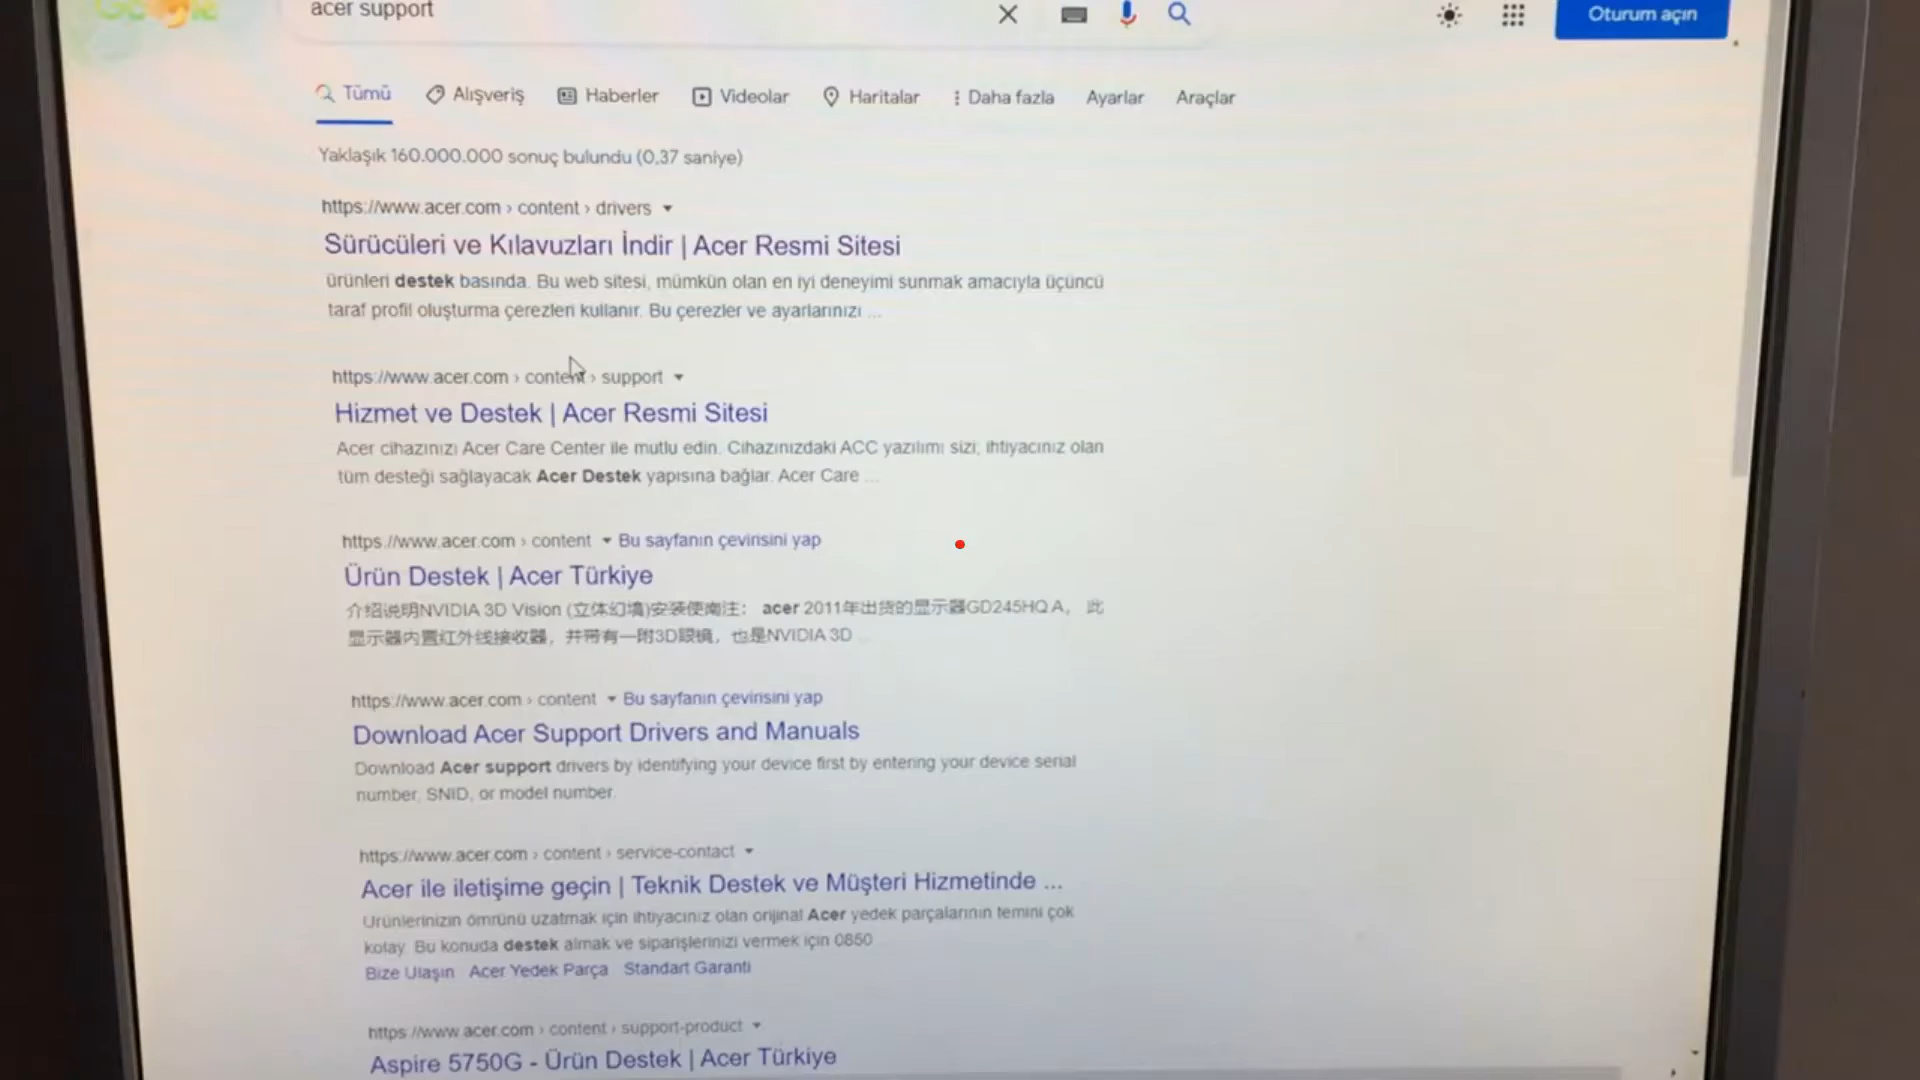 Google
acer support
Oturum açın
Tümü Alışveriş Haberler Videolar Haritalar Daha fazla Ayarlar Araçlar
Yaklaşık 160.000.000 sonuç bulundu (0,37 saniye)
https://www.acer.com › content › drivers
Sürücüleri ve Kılavuzları İndir | Acer Resmi Sitesi
ürünleri destek basında. Bu web sitesi, mümkün olan en iyi deneyimi sunmak amacıyla üçüncü
taraf profil oluşturma çerezleri kullanır. Bu çerezler ve ayarlarınızı ...
https://www.acer.com › content › support
Hizmet ve Destek | Acer Resmi Sitesi
Acer cihazınızı Acer Care Center ile mutlu edin. Cihazınızdaki ACC yazılımı sizi, ihtiyacınız olan
tüm desteği sağlayacak Acer Destek yapısına bağlar. Acer Care ...
https://www.acer.com › content Bu sayfanın çevirisini yap
Ürün Destek | Acer Türkiye
介绍说明NVIDIA 3D Vision (立体幻境)安装使南注： acer 2011年出货的显示器GD245HQ A， 此
显示器内置红外线接收器，并带有一附3D眼镜，也是NVIDIA 3D
https://www.acer.com › content Bu sayfanın çevirisini yap
Download Acer Support Drivers and Manuals
Download Acer support drivers by identifying your device first by entering your device serial
number, SNID, or model number.
https://www.acer.com › content › service-contact
Acer ile iletişime geçin | Teknik Destek ve Müşteri Hizmetinde ...
Ürünlerinizin ömrünü uzatmak için ihtiyacınız olan orijinal Acer yedek parçalarının temini çok
kolay. Bu konuda destek almak ve siparişlerinizi vermek için 0850
Bize Ulaşın Acer Yedek Parça Standart Garanti
https://www.acer.com › content › support-product
Aspire 5750G - Ürün Destek | Acer Türkiye